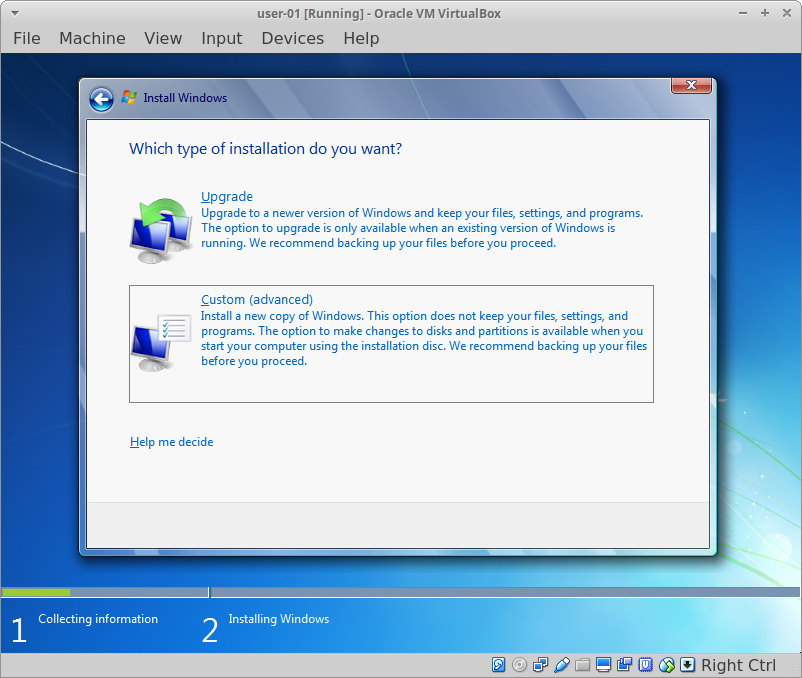 user-01 [Running] - Oracle VM VirtualBox
File Machine View Input Devices Help
Install Windows
Which type of installation do you want?
Upgrade
Upgrade to a newer version of Windows and keep your files, settings, and programs.
The option to upgrade is only available when an existing version of Windows is
running. We recommend backing up your files before you proceed.
Custom (advanced)
Install a new copy of Windows. This option does not keep your files, settings, and
programs. The option to make changes to disks and partitions is available when you
start your computer using the installation disc. We recommend backing up your files
before you proceed.
Help me decide
1 Collecting information 2 Installing Windows
Right Ctrl